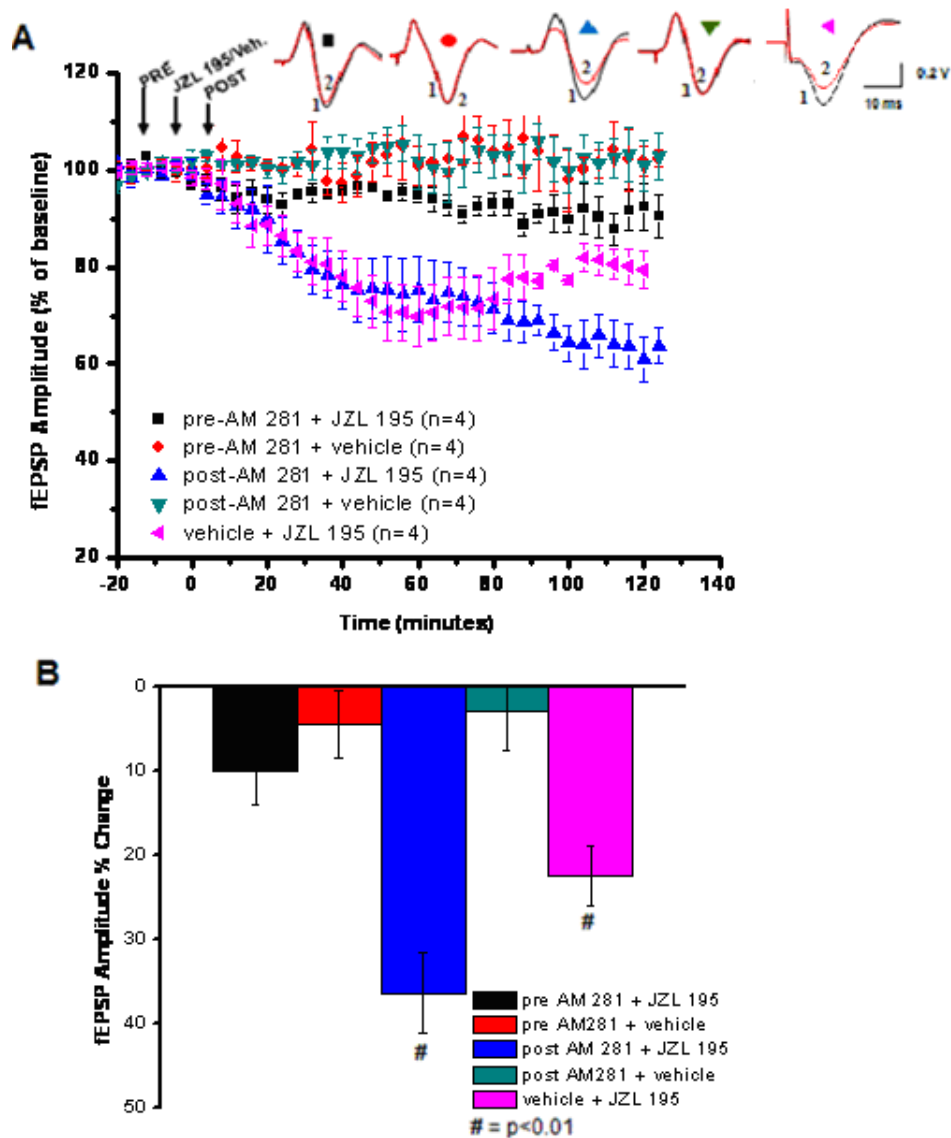 A
PRE
JZL 195/Veh.
POST
1 2
1 2
1 2
1 2
1 2
0.2 V
10 ms
120
100
80
60
40
20
fEPSP Amplitude (% of baseline)
pre-AM 281 + JZL 195 (n=4)
pre-AM 281 + vehicle (n=4)
post-AM 281 + JZL 195 (n=4)
post-AM 281 + vehicle (n=4)
vehicle + JZL 195 (n=4)
-20 0 20 40 60 80 100 120 140
Time (minutes)
B
0
10
20
30
40
50
fEPSP Amplitude % Change
#
#
pre AM 281 + JZL 195
pre AM281 + vehicle
post AM 281 + JZL 195
post AM281 + vehicle
vehicle + JZL 195
# = p<0.01